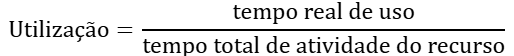 tempo real de uso
Utilização =
tempo total de atividade do recurso